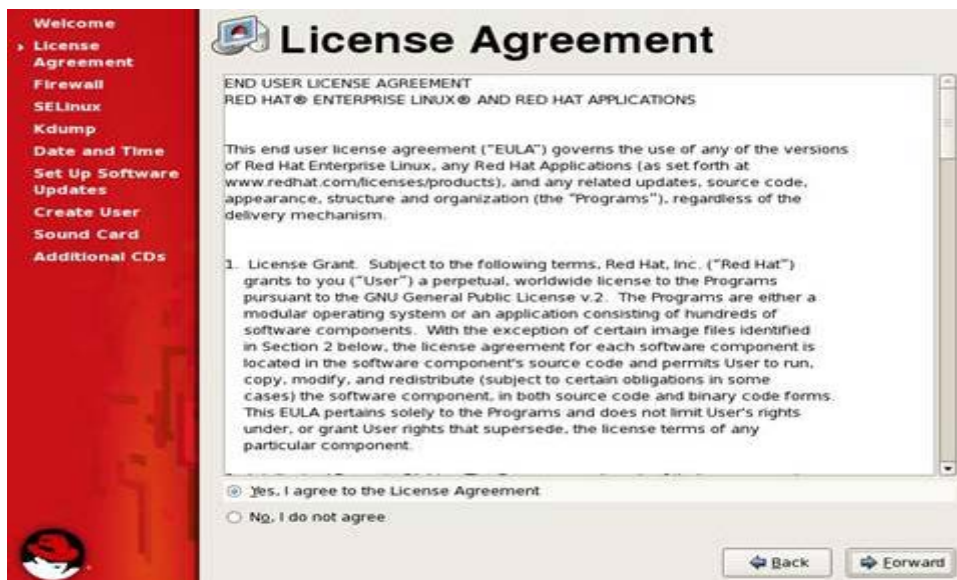 Welcome
License
Agreement
Firewall
SELinux
Kdump
Date and Time
Set Up Software
Updates
Create User
Sound Card
Additional CDs
License Agreement
END USER LICENSE AGREEMENT
RED HAT® ENTERPRISE LINUX® AND RED HAT APPLICATIONS
This end user license agreement ("EULA") governs the use of any of the versions
of Red Hat Enterprise Linux, any Red Hat Applications (as set forth at
www.redhat.com/licenses/products), and any related updates, source code,
appearance, structure and organization (the "Programs"), regardless of the
delivery mechanism.
1. License Grant. Subject to the following terms, Red Hat, Inc. ("Red Hat")
grants to you ("User") a perpetual, worldwide license to the Programs
pursuant to the GNU General Public License v.2. The Programs are either a
modular operating system or an application consisting of hundreds of
software components. With the exception of certain image files identified
in Section 2 below, the license agreement for each software component is
located in the software component's source code and permits User to run,
copy, modify, and redistribute (subject to certain obligations in some
cases) the software component, in both source code and binary code forms.
This EULA pertains solely to the Programs and does not limit User's rights
under, or grant User rights that supersede, the license terms of any
particular component.
Yes, I agree to the License Agreement
No, I do not agree
Back
Forward